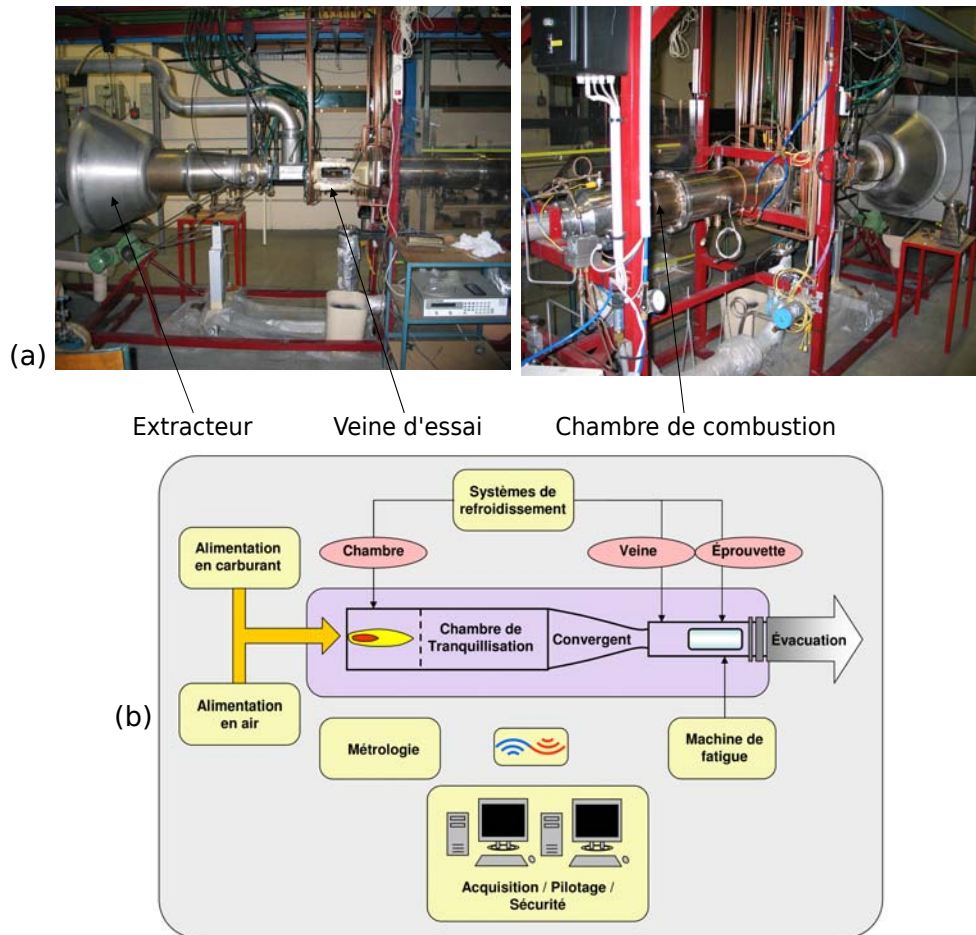 (a)
Extracteur
Veine d'essai
Chambre de combustion
(b)
Systèmes de
refroidissement
Alimentation
en carburant
Chambre
Veine
Éprouvette
Chambre de
Tranquillisation
Convergent
Évacuation
Alimentation
en air
Métrologie
Machine de
fatigue
Acquisition / Pilotage /
Sécurité